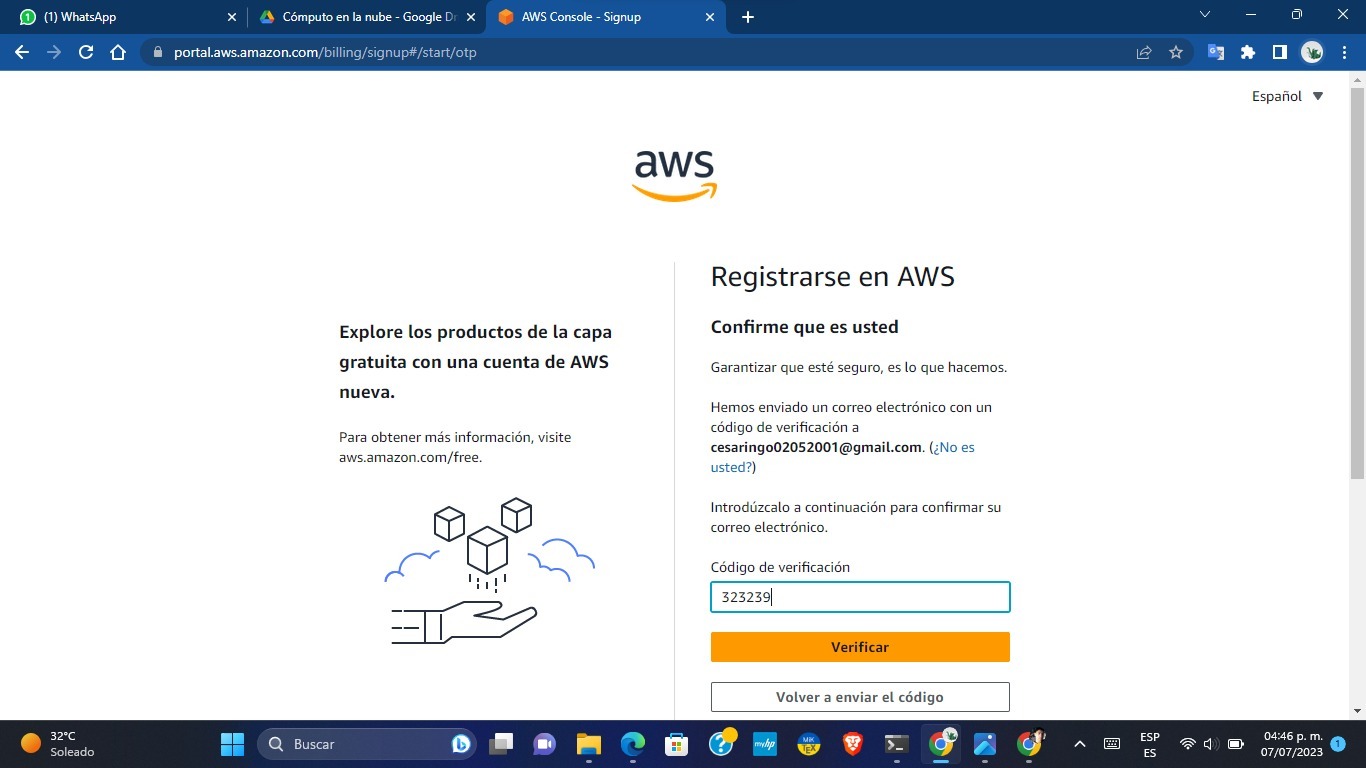 (1) WhatsApp
Cómputo en la nube - Google Dr
AWS Console - Signup
portal.aws.amazon.com/billing/signup#/start/otp
Español
aws
Explore los productos de la capa
gratuita con una cuenta de AWS
nueva.
Para obtener más información, visite
aws.amazon.com/free.
Registrarse en AWS
Confirme que es usted
Garantizar que esté seguro, es lo que hacemos.
Hemos enviado un correo electrónico con un
código de verificación a
cesaringo02052001@gmail.com. (¿No es
usted?)
Introdúzcalo a continuación para confirmar su
correo electrónico.
Código de verificación
323239
Verificar
Volver a enviar el código
32°C
Soleado
Buscar
myhp
MiK
TEX
ESP
ES
04:46 p. m.
07/07/2023
1